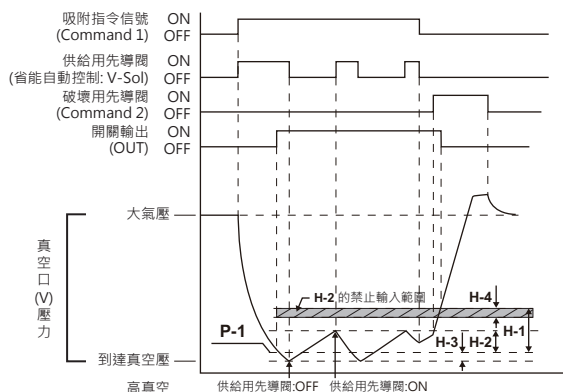 吸附指令信號 ON
(Command 1) OFF
供給用先導閥 ON
(省能自動控制: V-Sol) OFF
破壞用先導閥 ON
(Command 2) OFF
開關輸出 ON
(OUT) OFF
大氣壓
真空口(V)壓力
H-2 的禁止輸入範圍
H-4
P-1
H-3
H-2
H-1
到達真空壓
高真空
供給用先導閥:OFF
供給用先導閥:ON